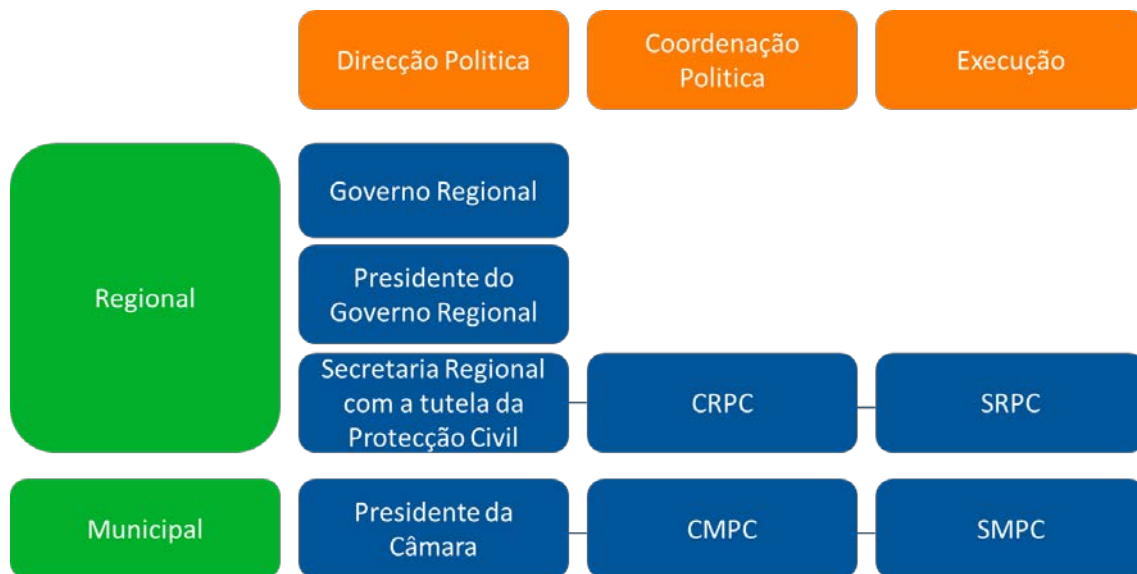 Direcção Politica
Coordenação
Politica
Execução
Regional
Governo Regional
Presidente do
Governo Regional
Secretaria Regional
com a tutela da
Protecção Civil
CRPC
SRPC
Municipal
Presidente da
Câmara
CMPC
SMPC